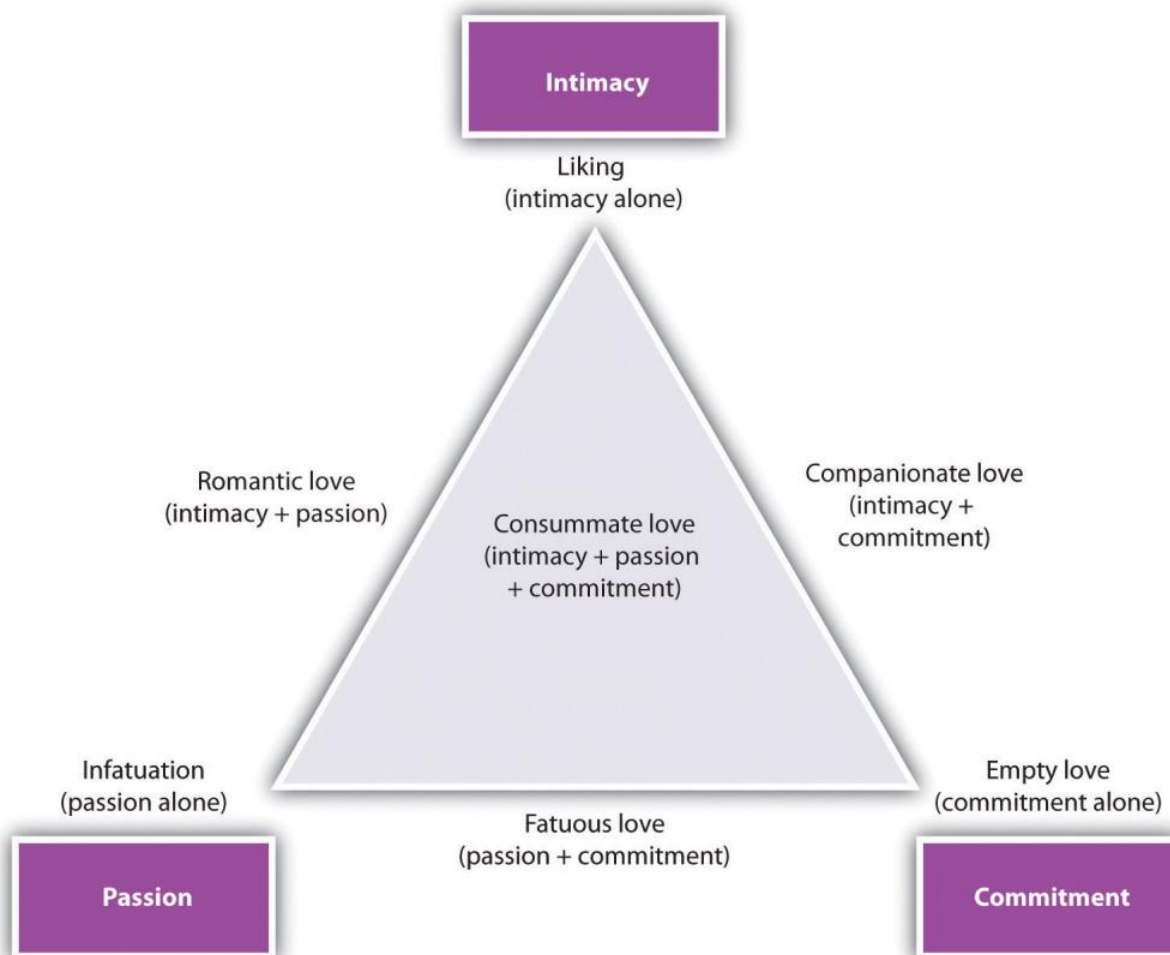 Intimacy
Liking
(intimacy alone)
Romantic love
(intimacy + passion)
Companionate love
(intimacy +
commitment)
Consummate love
(intimacy + passion
+ commitment)
Infatuation
(passion alone)
Empty love
(commitment alone)
Fatuous love
(passion + commitment)
Passion
Commitment